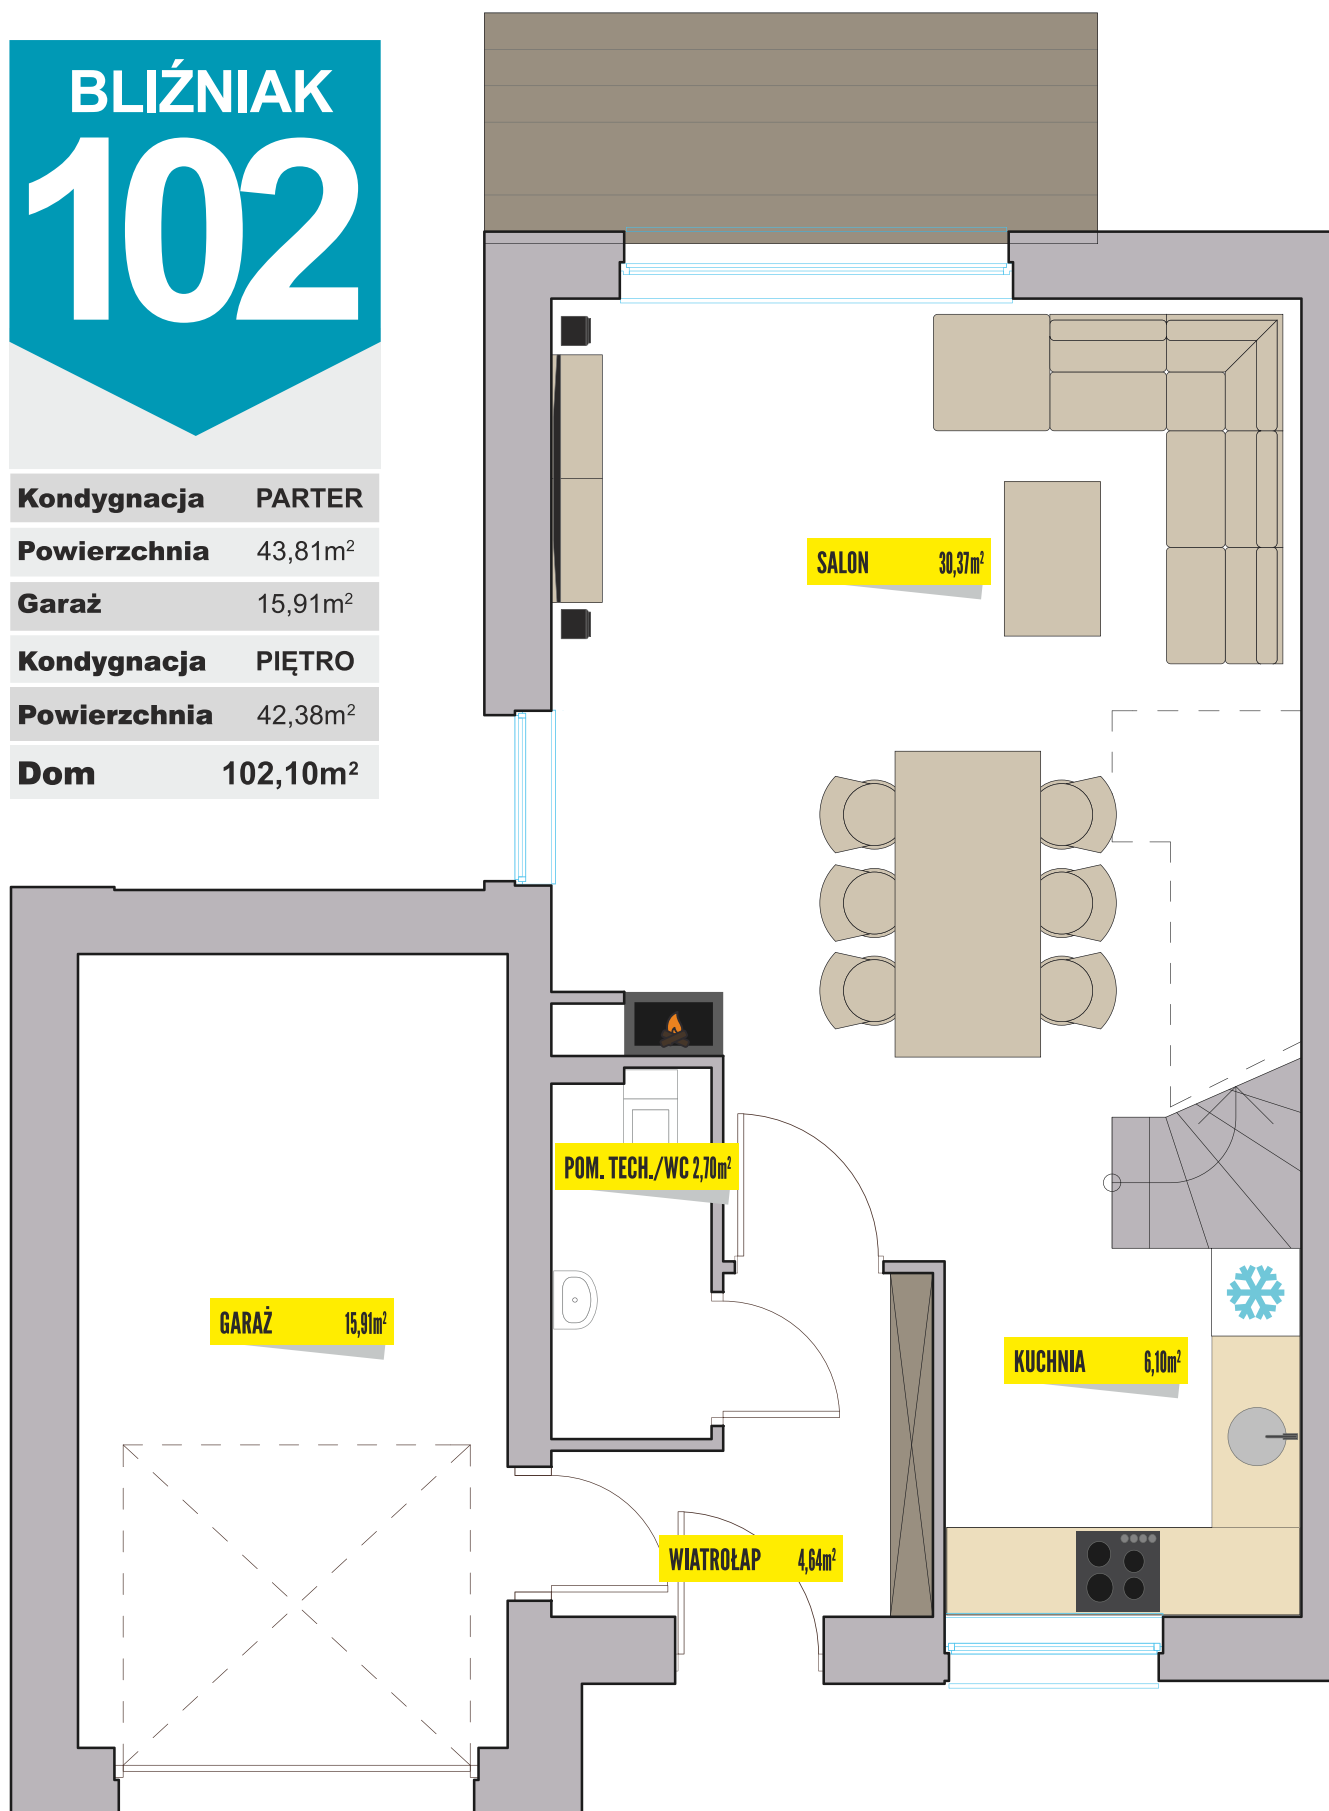 BLIŹNIAK
102
Kondygnacja PARTER
Powierzchnia 43,81m²
Garaż 15,91m²
Kondygnacja PIĘTRO
Powierzchnia 42,38m²
Dom 102,10m²
SALON 30,37m²
POM. TECH./WC 2,70m²
GARAŻ 15,91m²
KUCHNIA 6,10m²
WIATROŁAP 4,64m²